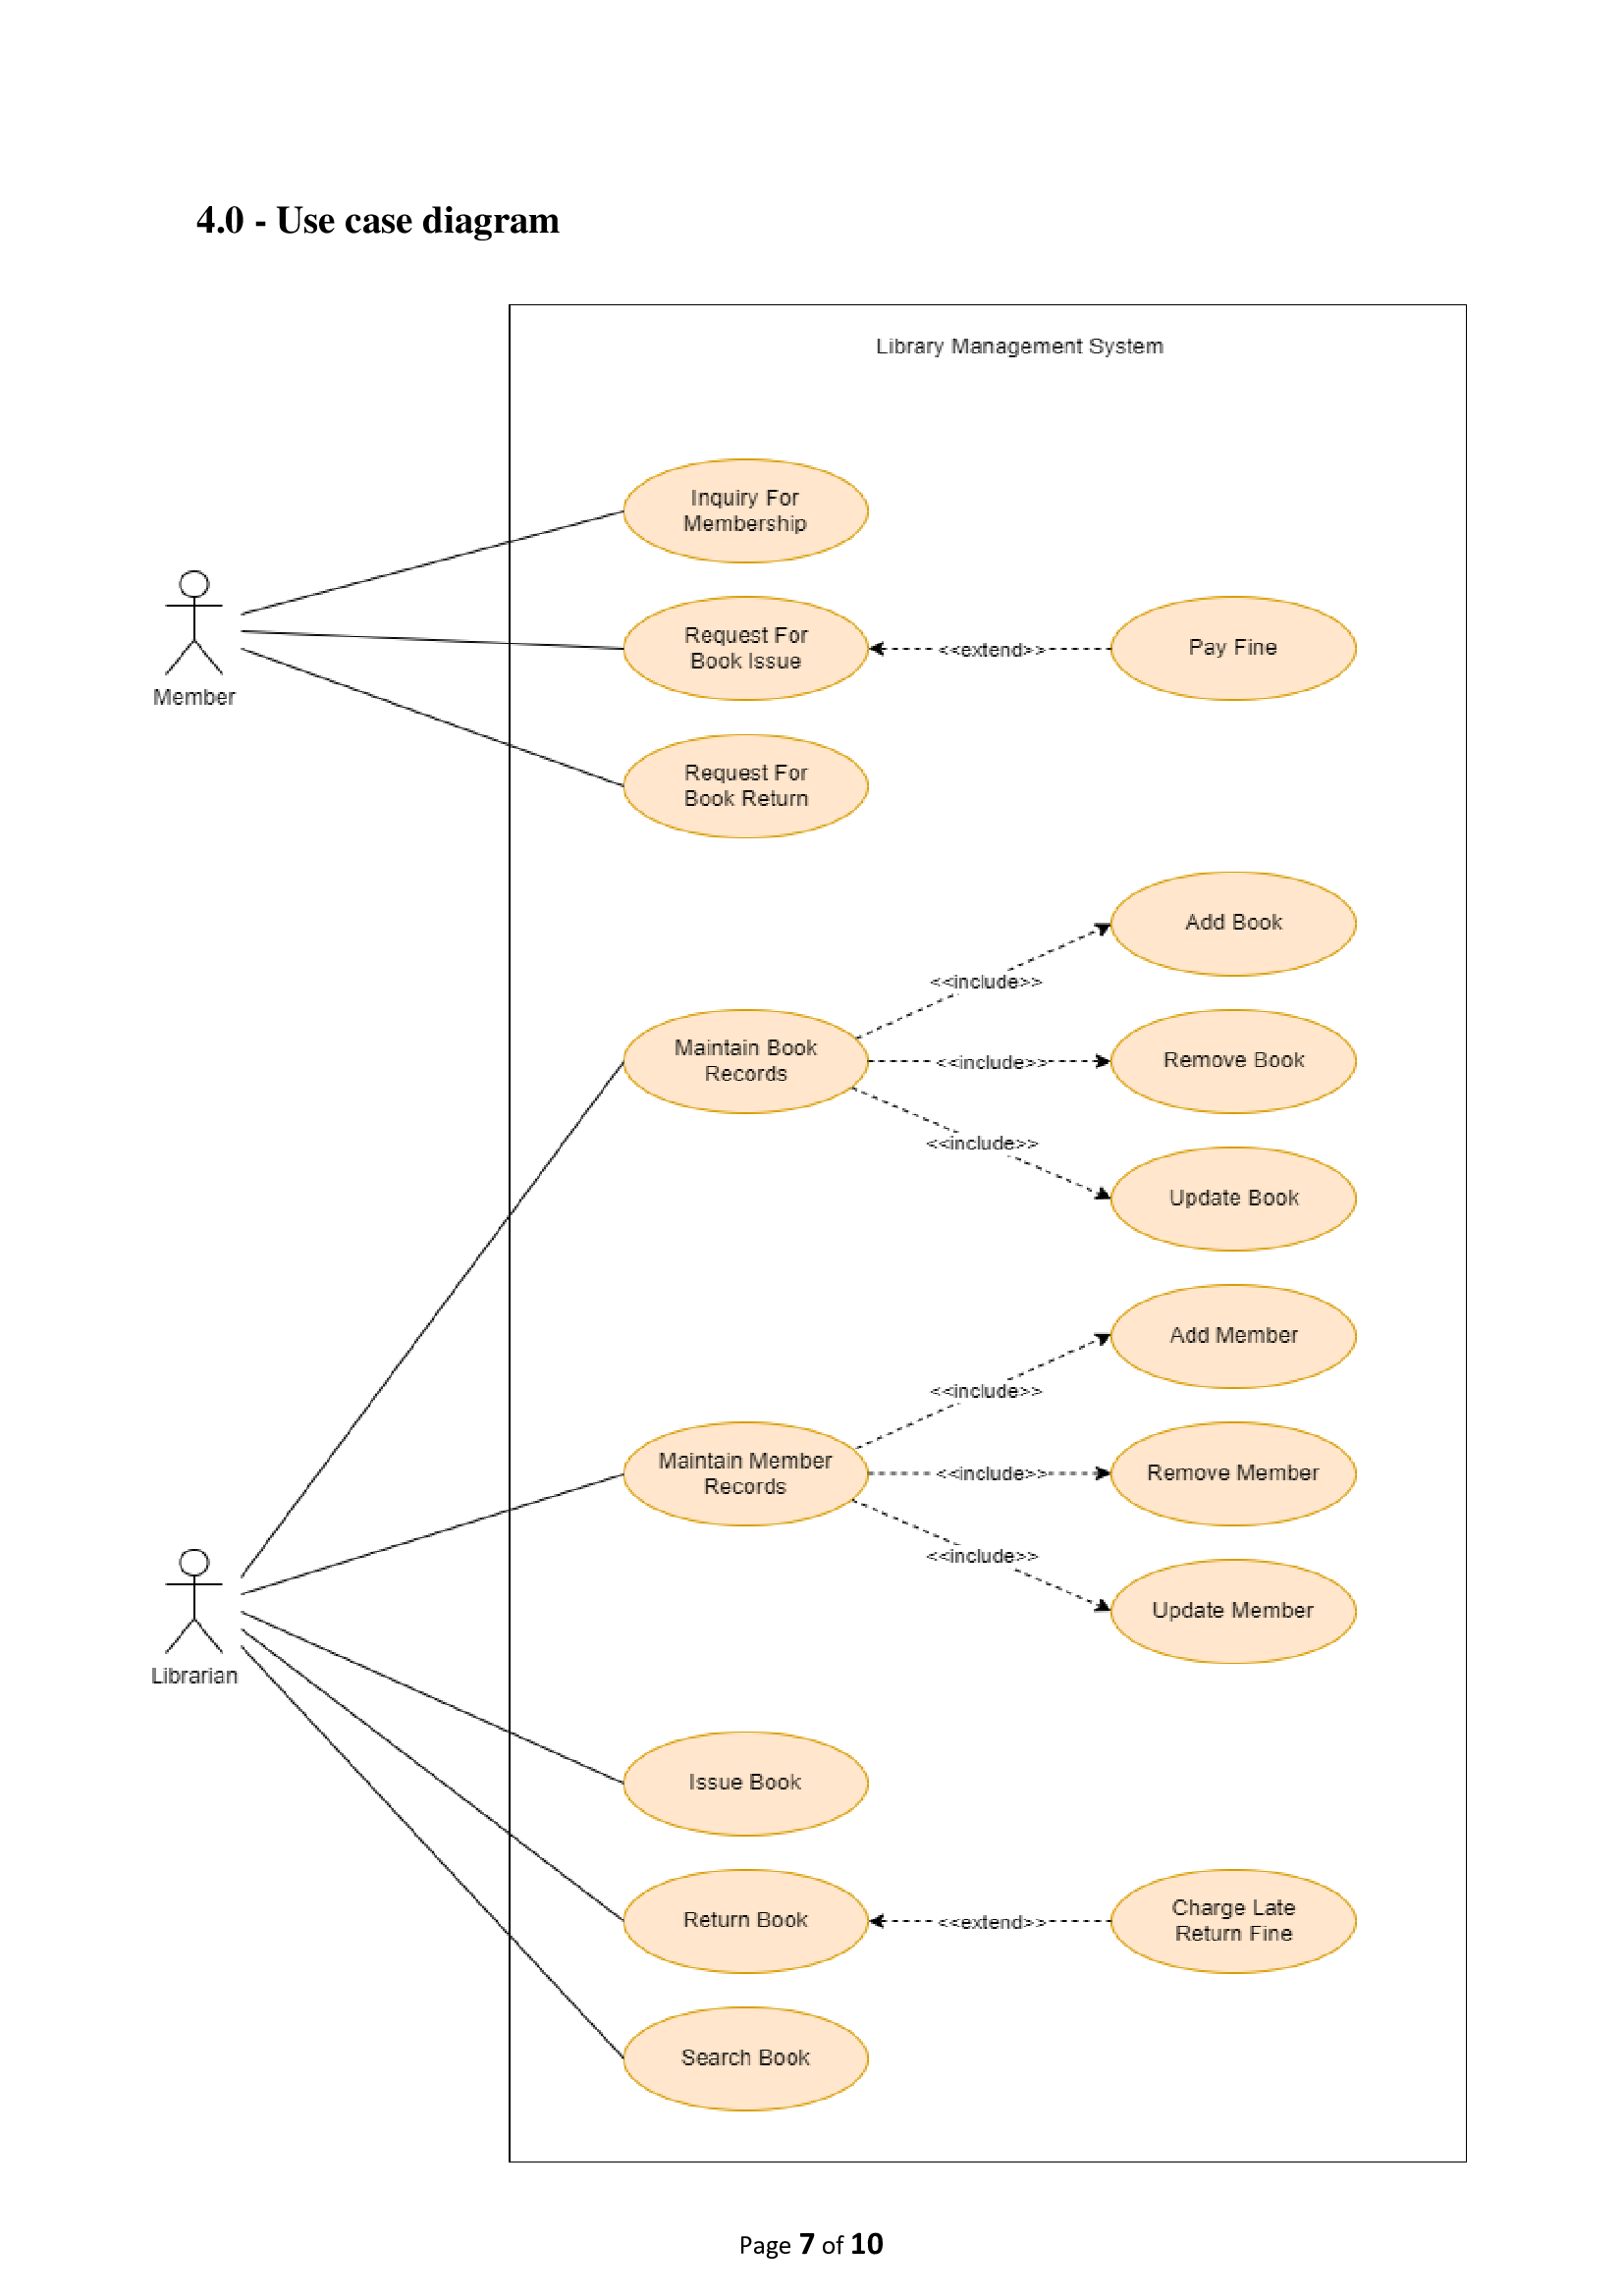 4.0 - Use case diagram
Library Management System
Inquiry For
Membership
Member
Request For
Book Issue
<<extend>>
Pay Fine
Request For
Book Return
Add Book
<<include>>
Maintain Book
Records
<<include>>
Remove Book
<<include>>
Update Book
Add Member
<<include>>
Maintain Member
Records
<<include>>
Remove Member
<<include>>
Update Member
Librarian
Issue Book
Return Book
<<extend>>
Charge Late
Return Fine
Search Book
Page 7 of 10